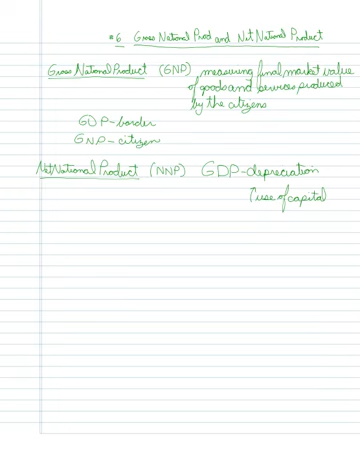 #6 Gross National Prod and Net National Product
Gross National Product (GNP) measuring final market value
of goods and services produced
by the citizens
GDP-border
GNP-citizen
Net National Product (NNP) GDP-depreciation
↑ use of capital